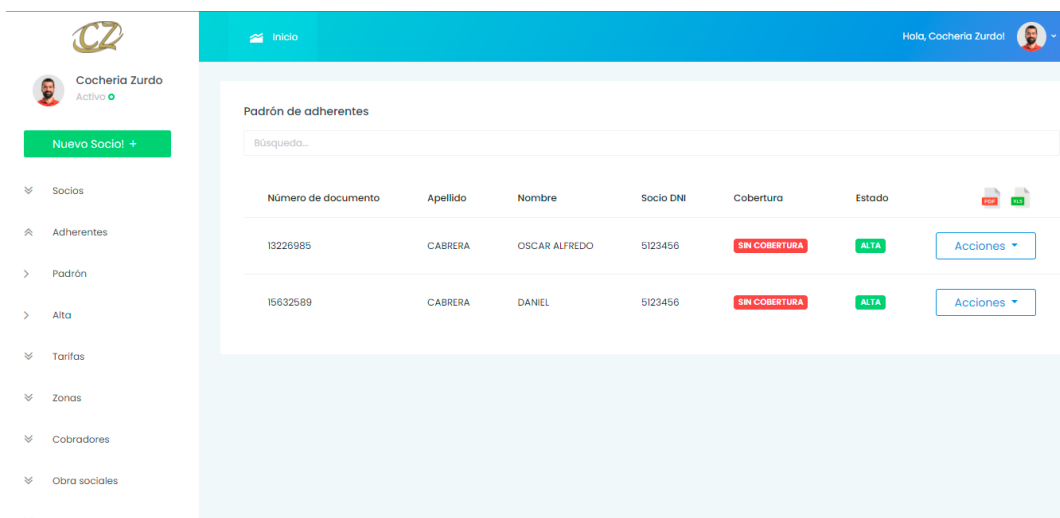 CZ
Inicio
Hola, Cocheria Zurdo!
Cocheria Zurdo
Activo
Nuevo Socio! +
Socios
Adherentes
Padrón
Alta
Tarifas
Zonas
Cobradores
Obra sociales
Padrón de adherentes
Búsqueda...
Número de documento Apellido Nombre Socio DNI Cobertura Estado PDF XLS
13226985 CABRERA OSCAR ALFREDO 5123456 SIN COBERTURA ALTA Acciones
15632589 CABRERA DANIEL 5123456 SIN COBERTURA ALTA Acciones